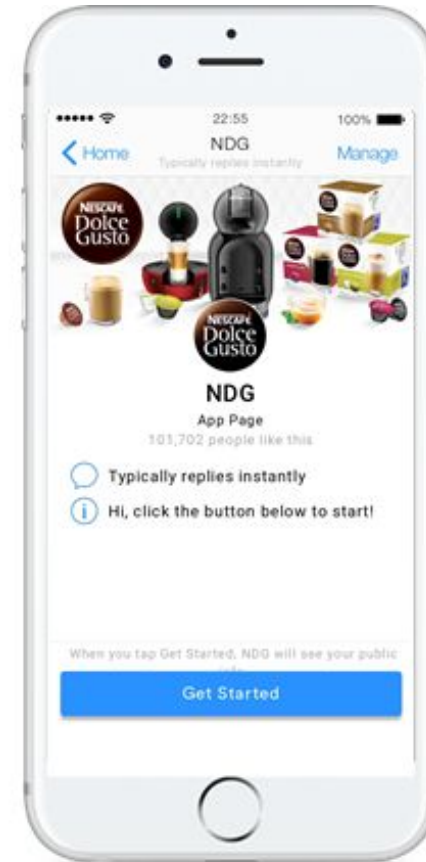 22:55
100%
Home
NDG
Manage
Typically replies instantly
NESCAFÉ
Dolce
Gusto
NESCAFÉ
Dolce
Gusto
NDG
App Page
101,702 people like this
Typically replies instantly
Hi, click the button below to start!
When you tap Get Started, NDG will see your public
Get Started